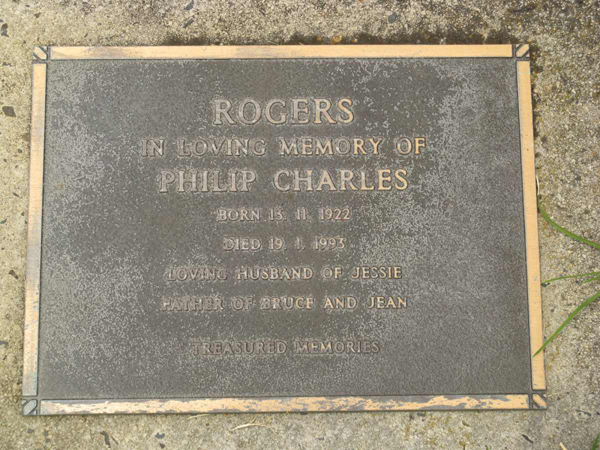 ROGERS
IN LOVING MEMORY OF
PHILIP CHARLES
BORN 13. 11. 1922
DIED 19. 1. 1993
LOVING HUSBAND OF JESSIE
FATHER OF BRUCE AND JEAN
TREASURED MEMORIES